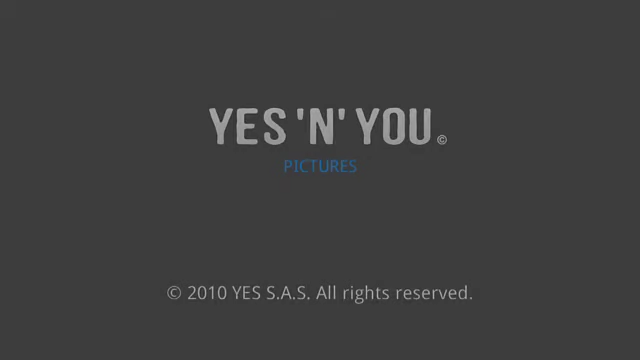 YES 'N' YOU©
PICTURES
© 2010 YES S.A.S. All rights reserved.